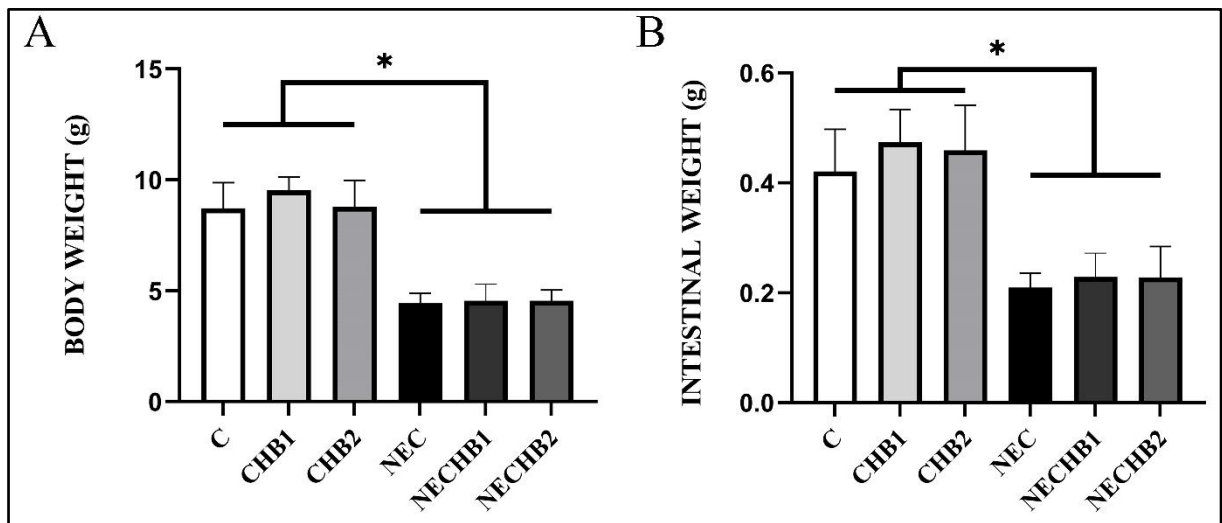 A
BODY WEIGHT (g)
15
10
5
0
*
C
CHB1
CHB2
NEC
NECHB1
NECHB2
B
INTESTINAL WEIGHT (g)
0.6
0.4
0.2
0.0
*
C
CHB1
CHB2
NEC
NECHB1
NECHB2